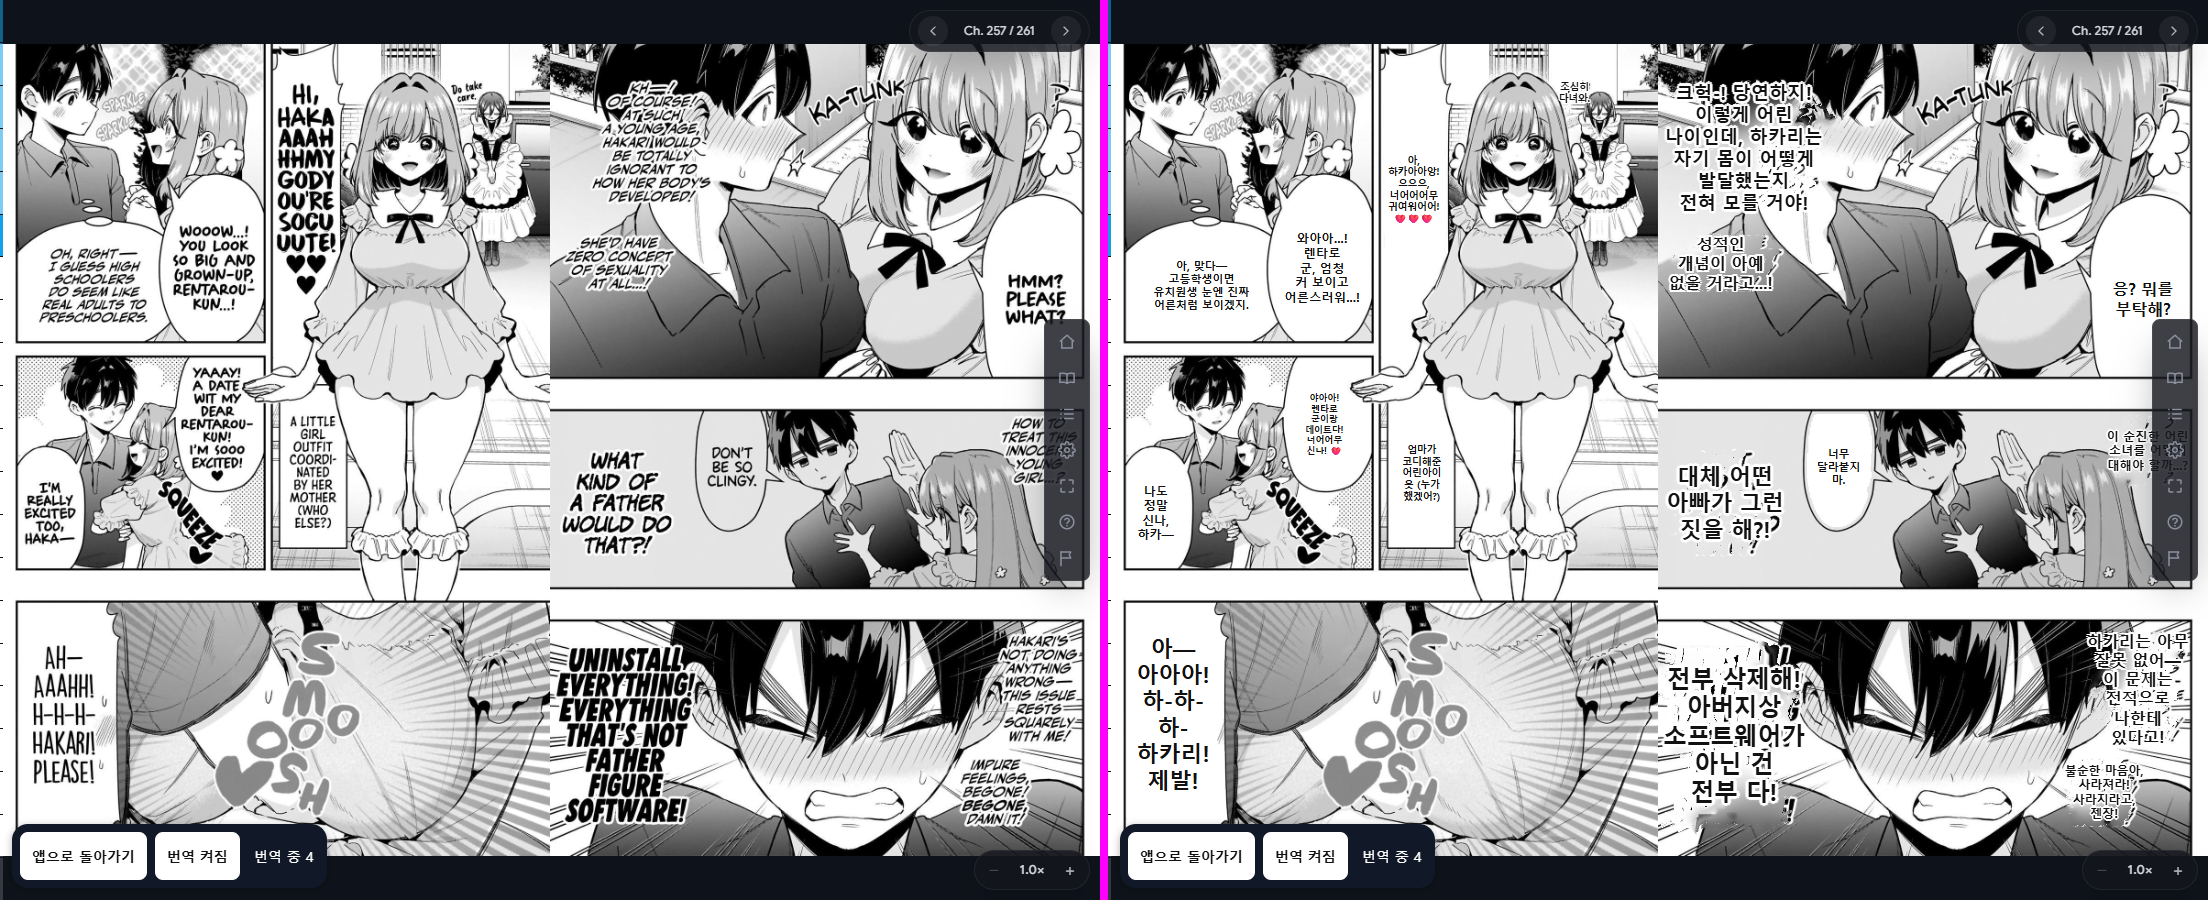 Ch. 257 / 261
SPARKLE
SPARKLE
HI,
HAKA
AAAH
HHMY
GODY
OU'RE
SOCU
UUTE!
♥♥
♥
Do take
care.
WOOOW...!
YOU LOOK
SO BIG AND
GROWN-UP,
RENTAROU-
KUN...!
OH, RIGHT—
I GUESS HIGH
SCHOOLERS
DO SEEM LIKE
REAL ADULTS TO
PRESCHOOLERS.
YAAAY!
A DATE
WIT MY
DEAR
RENTAROU-
KUN!
I'M SOOO
EXCITED!
♥
I'M
REALLY
EXCITED
TOO,
HAKA—
SQUEEZE
A LITTLE
GIRL
OUTFIT
COORDI-
NATED
BY HER
MOTHER
(WHO
ELSE?)
AH—
AAAHH!
H-H-H-
HAKARI!
PLEASE!
SMOOOSH
KH—!
OF COURSE!
AT SUCH
A YOUNG AGE,
HAKARI WOULD
BE TOTALLY
IGNORANT TO
HOW HER BODY'S
DEVELOPED!
KA-TUNK
SHE'D HAVE
ZERO CONCEPT
OF SEXUALITY
AT ALL...!
HMM?
PLEASE
WHAT?
HOW TO
TREAT THIS
INNOCENT
YOUNG
GIRL...?
DON'T
BE SO
CLINGY.
WHAT
KIND OF
A FATHER
WOULD DO
THAT?!
HAKARI'S
NOT DOING
ANYTHING
WRONG—
THIS ISSUE
RESTS
SQUARELY
WITH ME!
UNINSTALL
EVERYTHING!
EVERYTHING
THAT'S NOT
FATHER
FIGURE
SOFTWARE!
IMPURE
FEELINGS,
BEGONE!
BEGONE,
DAMN IT!
앱으로 돌아가기
번역 켜짐
번역 중 4
1.0×
Ch. 257 / 261
SPARKLE
SPARKLE
조심히
다녀와.
아,
하카아아앙!
으으으,
너어어어무
귀여워어어!
♥♥♥
와아아...!
렌타로
군, 엄청
커 보이고
어른스러워...!
아, 맞다—
고등학생이면
유치원생 눈엔 진짜
어른처럼 보이겠지.
야아아!
렌타로
군이랑
데이트다!
너어어무
신나! ♥
나도
정말
신나,
하카—
SQUEEZE
엄마가
코디해준
어린아이
옷 (누가
했겠어?)
아—
아아아!
하-하-
하-
하카리!
제발!
SMOOOSH
크헉-! 당연하지!
이렇게 어린
나이인데, 하카리는
자기 몸이 어떻게
발달했는지
전혀 모를 거야!
KA-TUNK
성적인
개념이 아예
없을 거라고...!
응? 뭐를
부탁해?
이 순진한 어린
소녀를
대해야 할까...?
너무
달라붙지
마.
대체 어떤
아빠가 그런
짓을 해?!
하카리는 아무
잘못 없어—
이 문제는
전적으로
나한테
있다고!
전부 삭제해!
아버지상
소프트웨어가
아닌 건
전부 다!
불순한 마음아,
사라져라!
사라지라고,
젠장!
앱으로 돌아가기
번역 켜짐
번역 중 4
1.0×